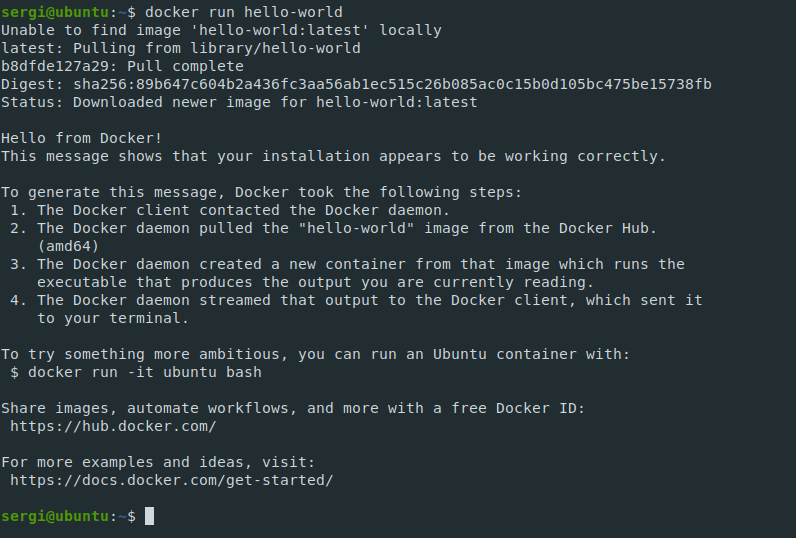 sergi@ubuntu:~$ docker run hello-world
Unable to find image 'hello-world:latest' locally
latest: Pulling from library/hello-world
b8dfde127a29: Pull complete
Digest: sha256:89b647c604b2a436fc3aa56ab1ec515c26b085ac0c15b0d105bc475be15738fb
Status: Downloaded newer image for hello-world:latest

Hello from Docker!
This message shows that your installation appears to be working correctly.

To generate this message, Docker took the following steps:
 1. The Docker client contacted the Docker daemon.
 2. The Docker daemon pulled the "hello-world" image from the Docker Hub.
    (amd64)
 3. The Docker daemon created a new container from that image which runs the
    executable that produces the output you are currently reading.
 4. The Docker daemon streamed that output to the Docker client, which sent it
    to your terminal.

To try something more ambitious, you can run an Ubuntu container with:
 $ docker run -it ubuntu bash

Share images, automate workflows, and more with a free Docker ID:
 https://hub.docker.com/

For more examples and ideas, visit:
 https://docs.docker.com/get-started/

sergi@ubuntu:~$